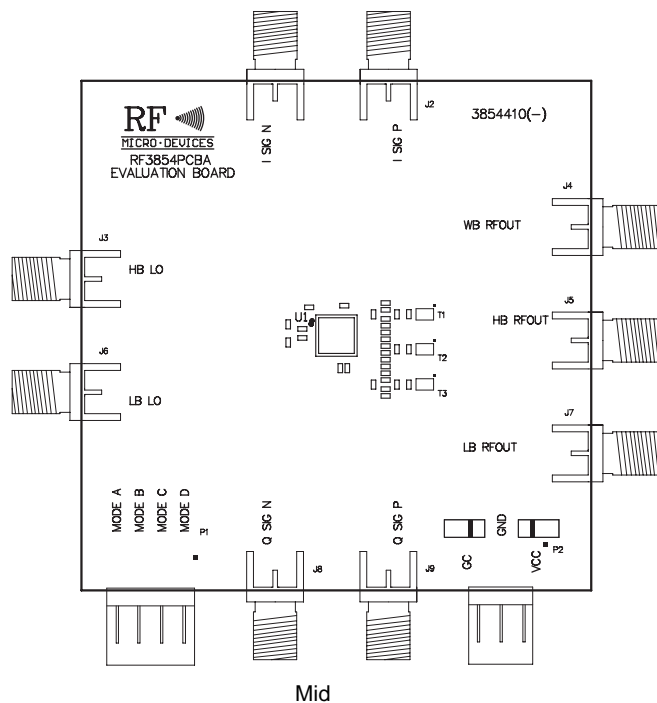 J2
3854410(-)
RF
MICRO·DEVICES
RF3854PCBA
EVALUATION BOARD
I SIG N
I SIG P
J4
WB RFOUT
J3
HB LO
J5
HB RFOUT
U1
T1
T2
T3
J6
LB LO
J7
LB RFOUT
MODE A
MODE B
MODE C
MODE D
P1
Q SIG N
Q SIG P
GND
P2
GC
VCC
J8
J9
Mid